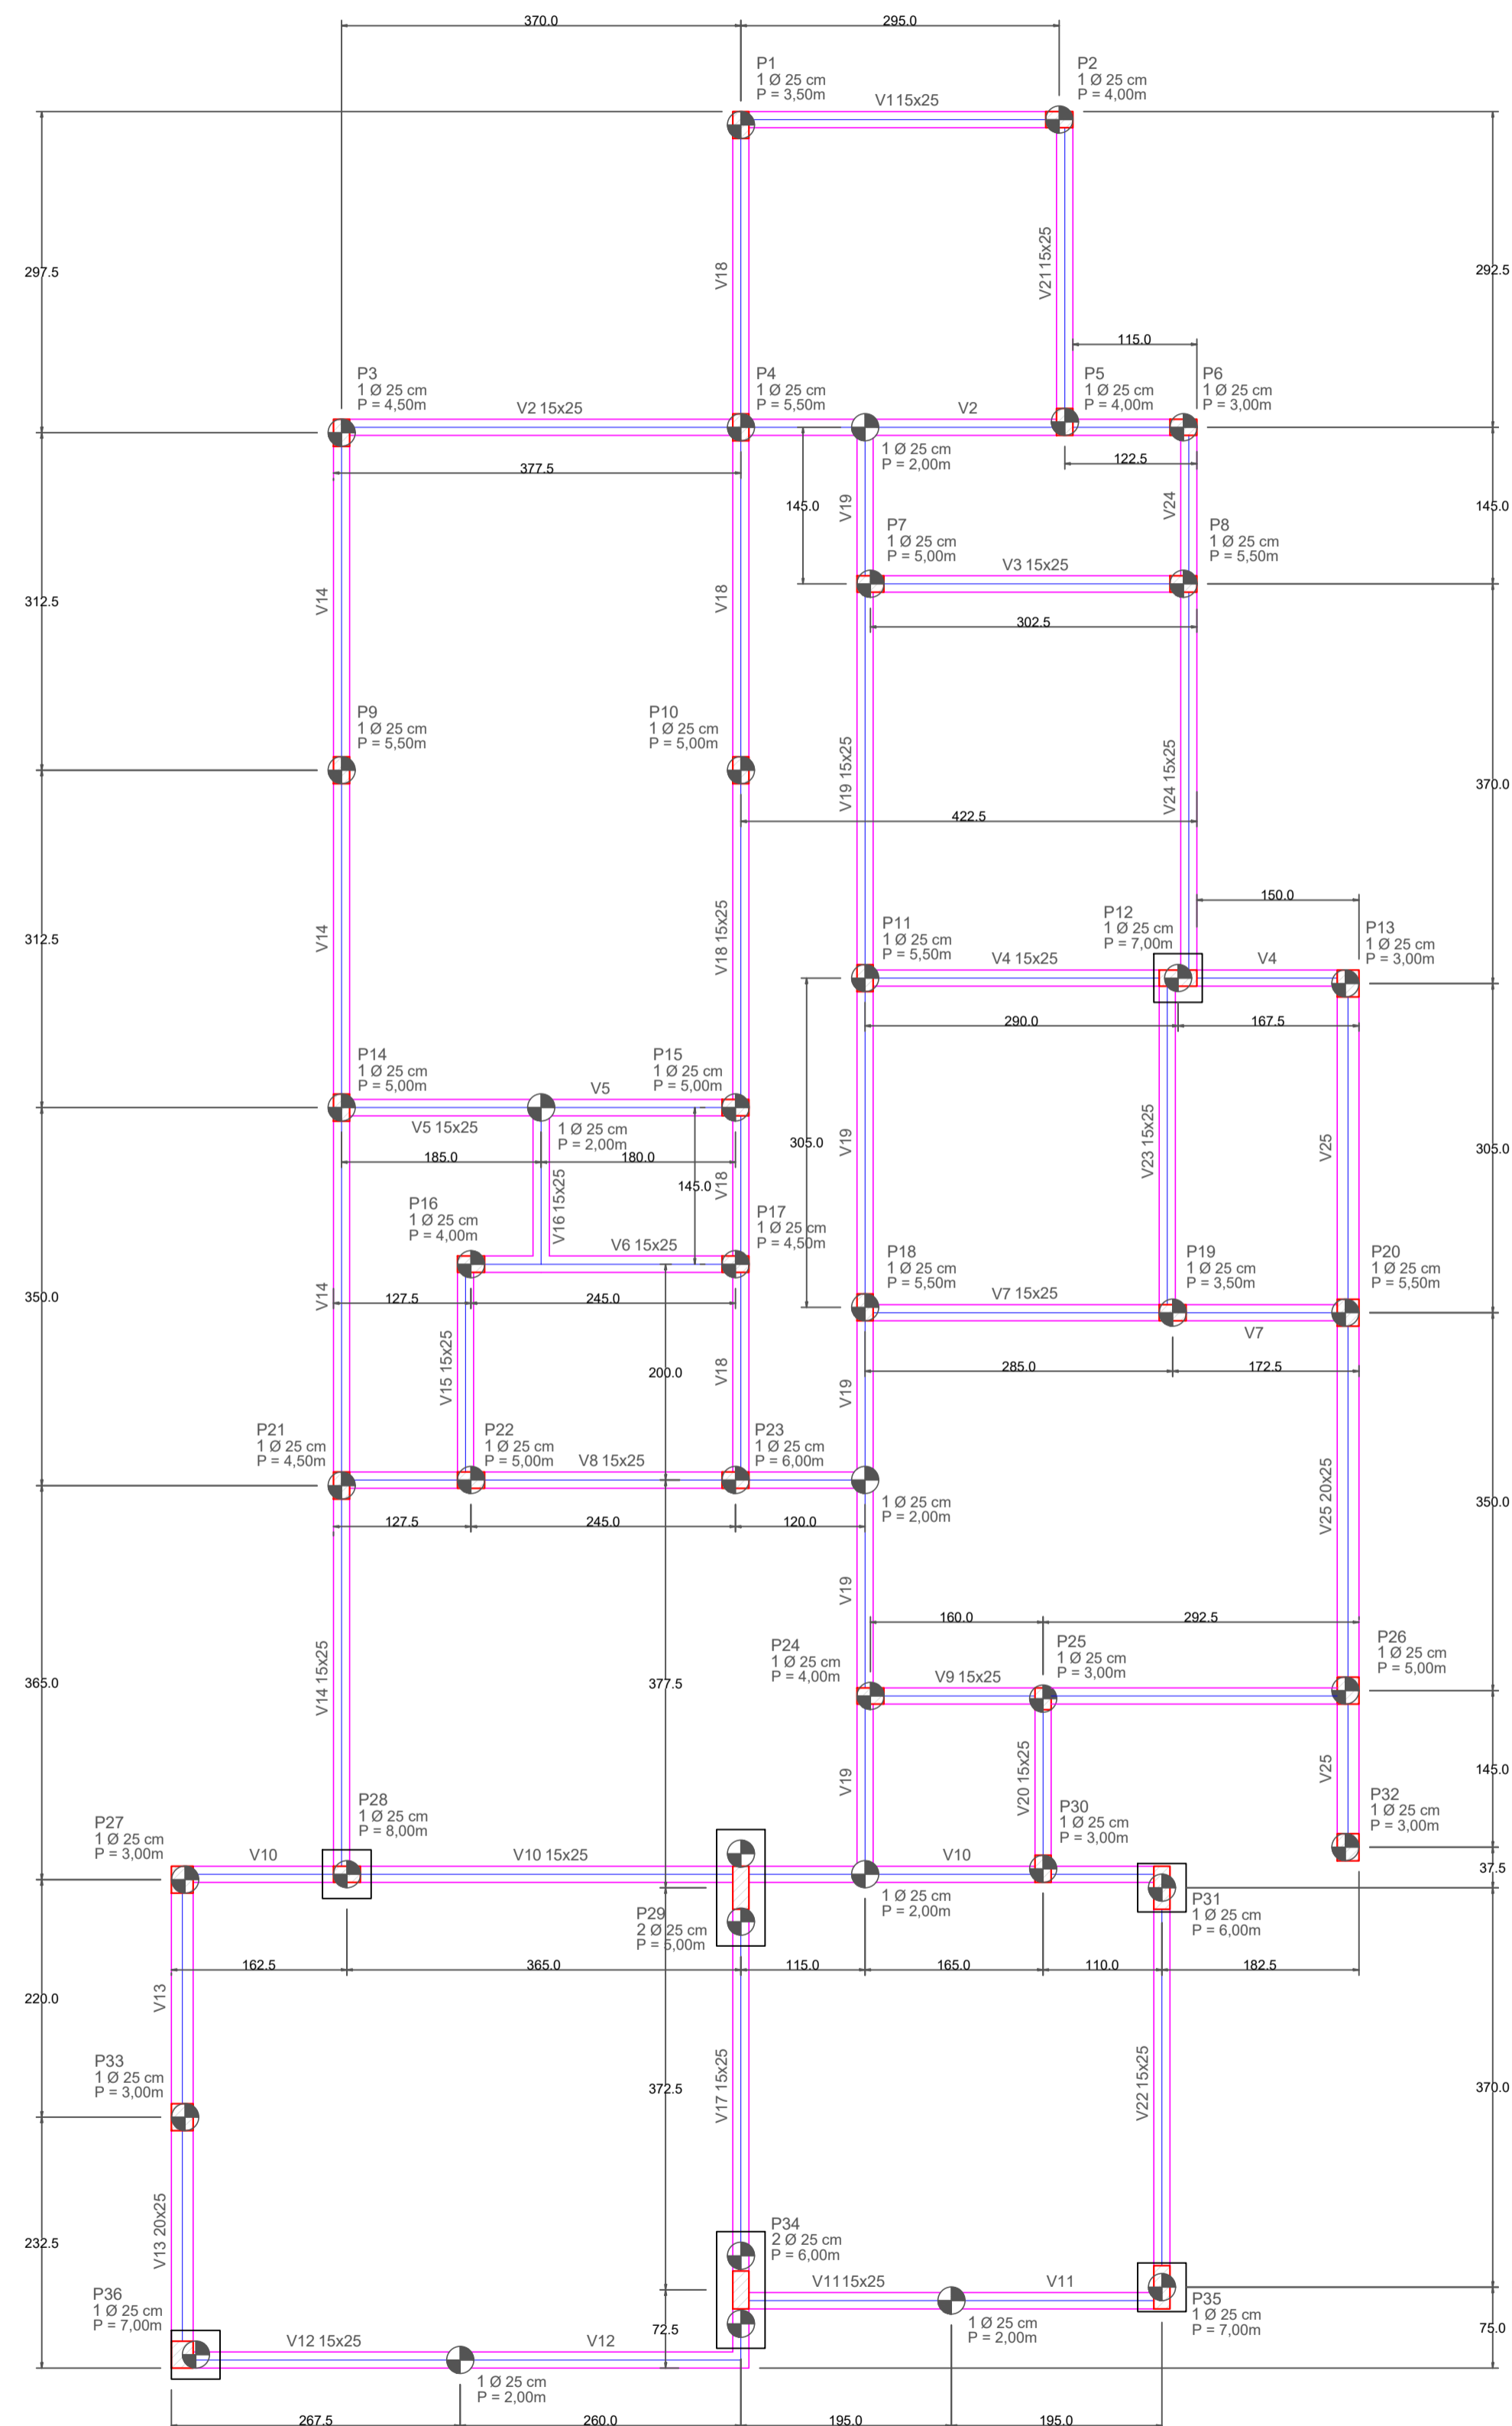 370.0
295.0
P1
1 Ø 25 cm
P = 3,50m
P2
1 Ø 25 cm
P = 4,00m
V115x25
297.5
V18
V2115x25
292.5
115.0
P3
1 Ø 25 cm
P = 4,50m
V2 15x25
P4
1 Ø 25 cm
P = 5,50m
V2
P5
1 Ø 25 cm
P = 4,00m
P6
1 Ø 25 cm
P = 3,00m
1 Ø 25 cm
P = 2,00m
377.5
122.5
145.0
V19
V24
145.0
P7
1 Ø 25 cm
P = 5,00m
P8
1 Ø 25 cm
P = 5,50m
V3 15x25
312.5
V14
V18
302.5
P9
1 Ø 25 cm
P = 5,50m
P10
1 Ø 25 cm
P = 5,00m
V19 15x25
V24 15x25
370.0
422.5
150.0
312.5
V14
V18 15x25
P11
1 Ø 25 cm
P = 5,50m
V4 15x25
P12
1 Ø 25 cm
P = 7,00m
V4
P13
1 Ø 25 cm
P = 3,00m
290.0
167.5
P14
1 Ø 25 cm
P = 5,00m
V5
P15
1 Ø 25 cm
P = 5,00m
V5 15x25
1 Ø 25 cm
P = 2,00m
185.0
180.0
145.0
V18
305.0
V19
V23 15x25
V25
305.0
P16
1 Ø 25 cm
P = 4,00m
V16 15x25
V6 15x25
P17
1 Ø 25 cm
P = 4,50m
P18
1 Ø 25 cm
P = 5,50m
P19
1 Ø 25 cm
P = 3,50m
P20
1 Ø 25 cm
P = 5,50m
350.0
V14
127.5
245.0
V7 15x25
V7
V15 15x25
200.0
V18
V19
285.0
172.5
P21
1 Ø 25 cm
P = 4,50m
P22
1 Ø 25 cm
P = 5,00m
V8 15x25
P23
1 Ø 25 cm
P = 6,00m
1 Ø 25 cm
P = 2,00m
V25 20x25
350.0
127.5
245.0
120.0
V19
160.0
292.5
365.0
V14 15x25
377.5
P24
1 Ø 25 cm
P = 4,00m
V9 15x25
P25
1 Ø 25 cm
P = 3,00m
P26
1 Ø 25 cm
P = 5,00m
V19
V20 15x25
V25
145.0
P27
1 Ø 25 cm
P = 3,00m
P28
1 Ø 25 cm
P = 8,00m
P30
1 Ø 25 cm
P = 3,00m
P32
1 Ø 25 cm
P = 3,00m
V10
V10 15x25
V10
37.5
P29
2 Ø 25 cm
P = 5,00m
1 Ø 25 cm
P = 2,00m
P31
1 Ø 25 cm
P = 6,00m
162.5
365.0
115.0
165.0
110.0
182.5
220.0
V13
P33
1 Ø 25 cm
P = 3,00m
372.5
V17 15x25
V22 15x25
370.0
232.5
V13 20x25
P34
2 Ø 25 cm
P = 6,00m
V1115x25
V11
P35
1 Ø 25 cm
P = 7,00m
P36
1 Ø 25 cm
P = 7,00m
V12 15x25
V12
72.5
1 Ø 25 cm
P = 2,00m
75.0
1 Ø 25 cm
P = 2,00m
267.5
260.0
195.0
195.0